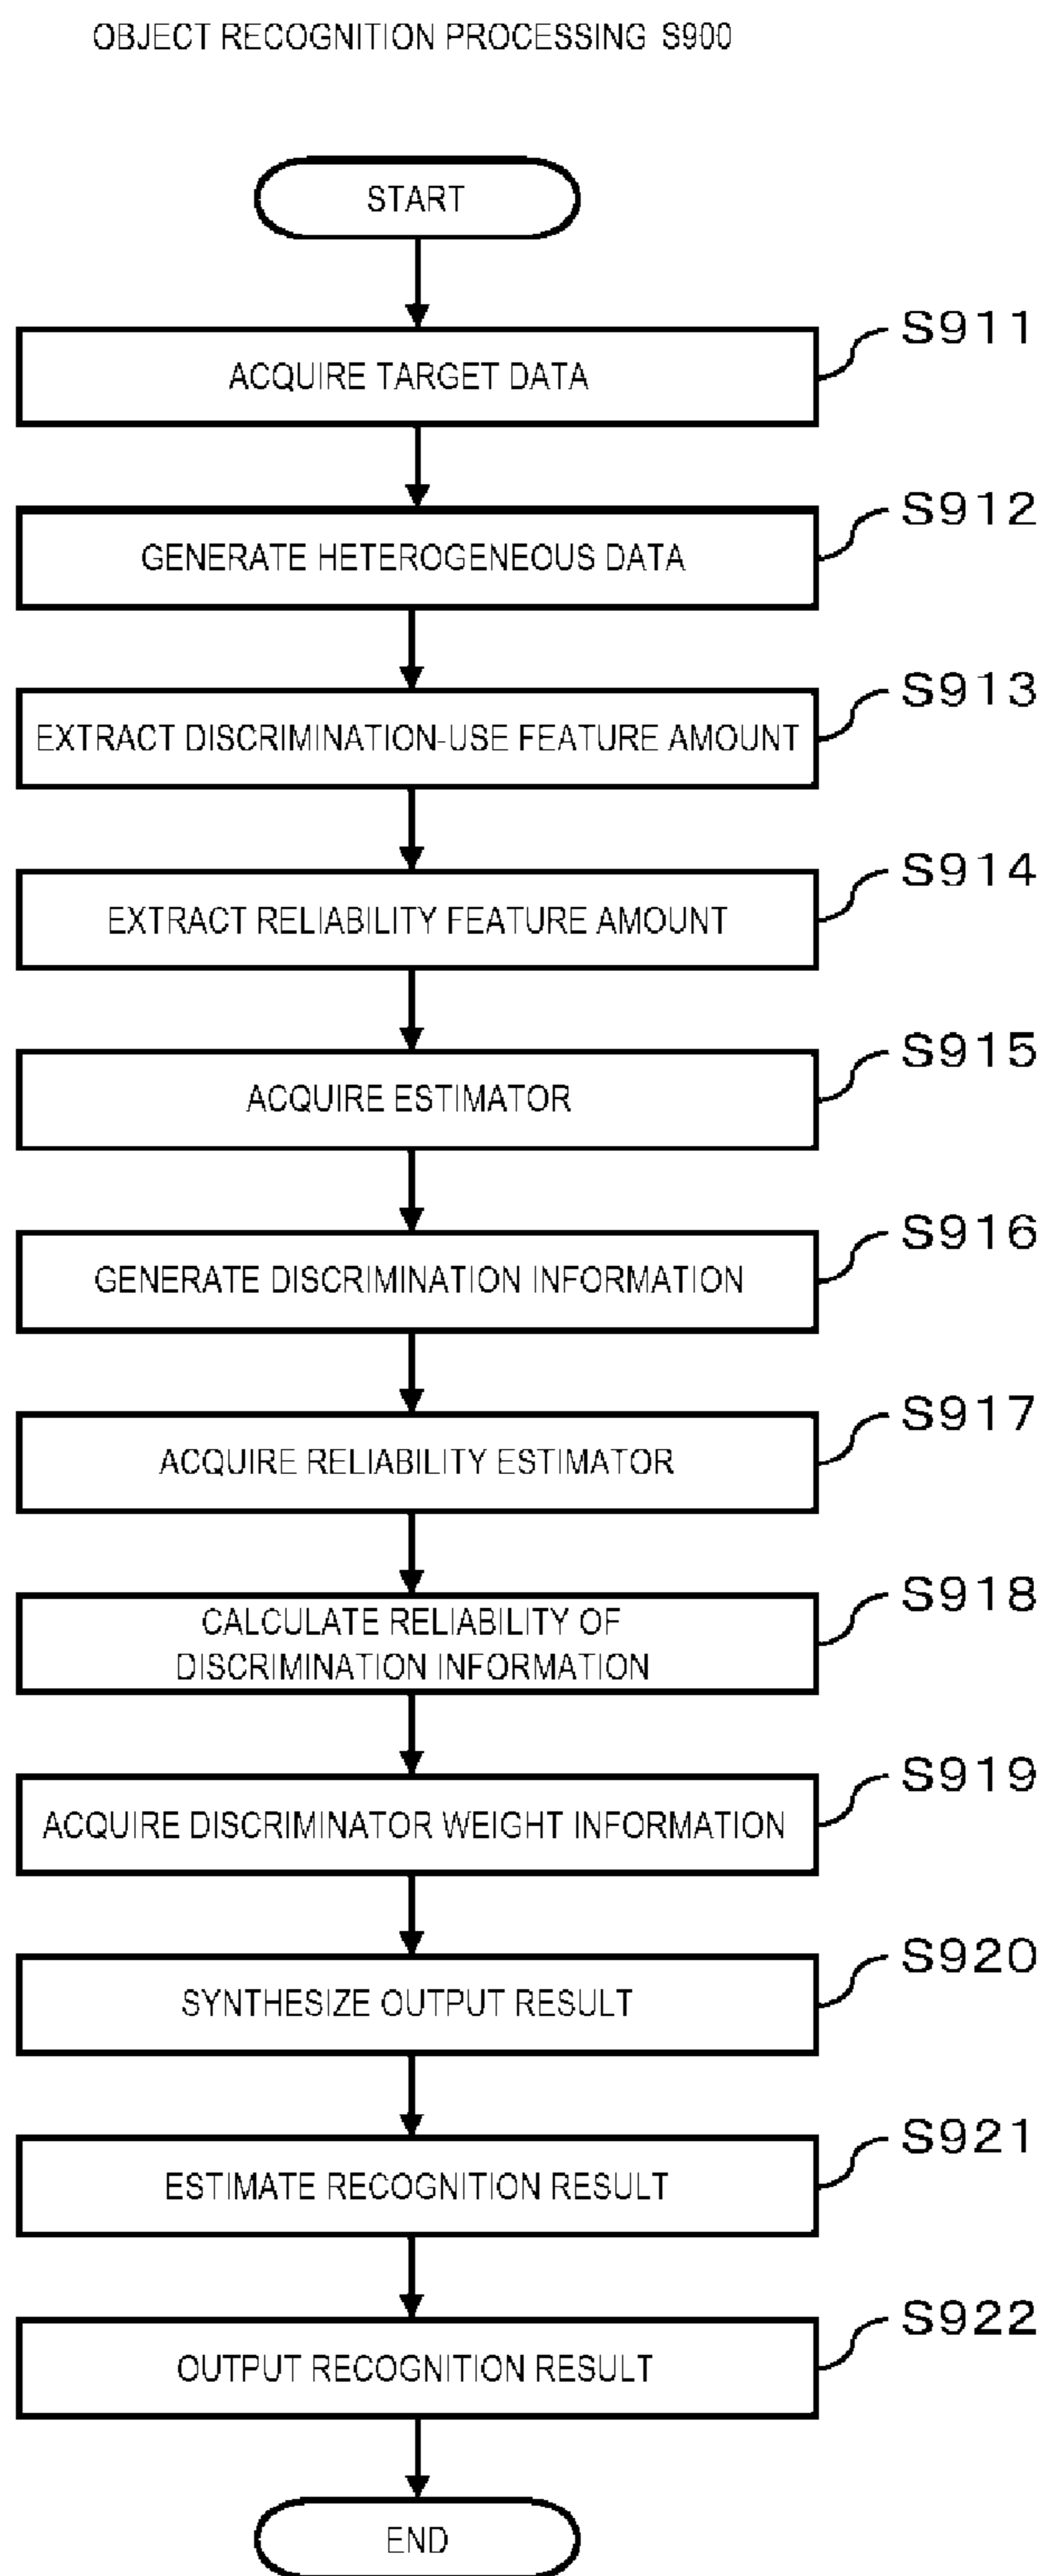 OBJECT RECOGNITION PROCESSING S900
START
S911
ACQUIRE TARGET DATA
S912
GENERATE HETEROGENEOUS DATA
S913
EXTRACT DISCRIMINATION-USE FEATURE AMOUNT
S914
EXTRACT RELIABILITY FEATURE AMOUNT
S915
ACQUIRE ESTIMATOR
S916
GENERATE DISCRIMINATION INFORMATION
S917
ACQUIRE RELIABILITY ESTIMATOR
S918
CALCULATE RELIABILITY OF
DISCRIMINATION INFORMATION
S919
ACQUIRE DISCRIMINATOR WEIGHT INFORMATION
S920
SYNTHESIZE OUTPUT RESULT
S921
ESTIMATE RECOGNITION RESULT
S922
OUTPUT RECOGNITION RESULT
END